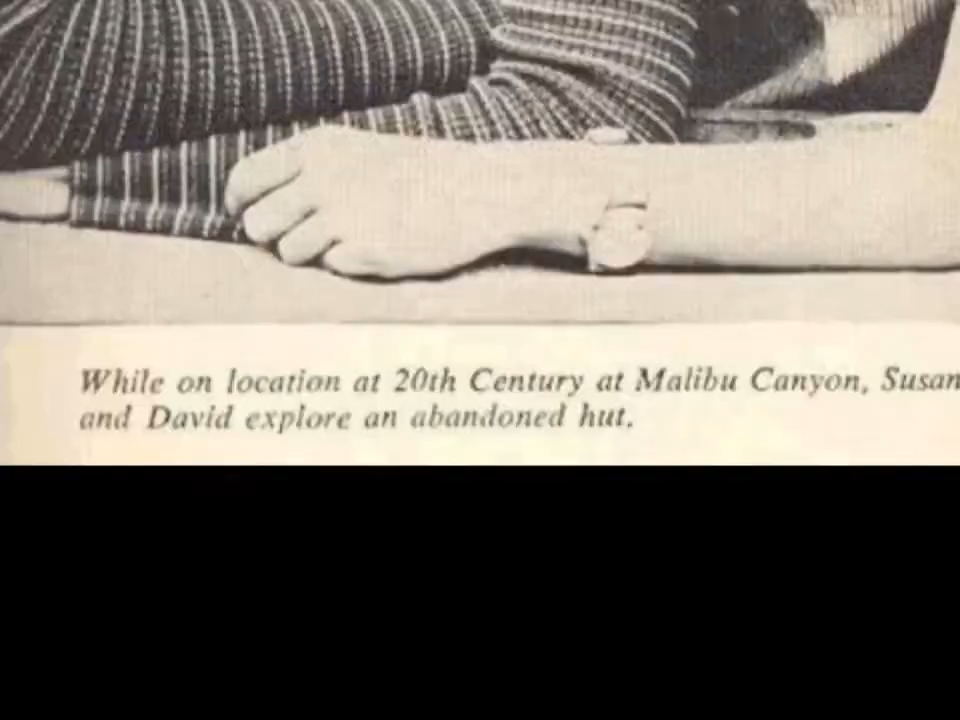 While on location at 20th Century at Malibu Canyon, Susan
and David explore an abandoned hut.